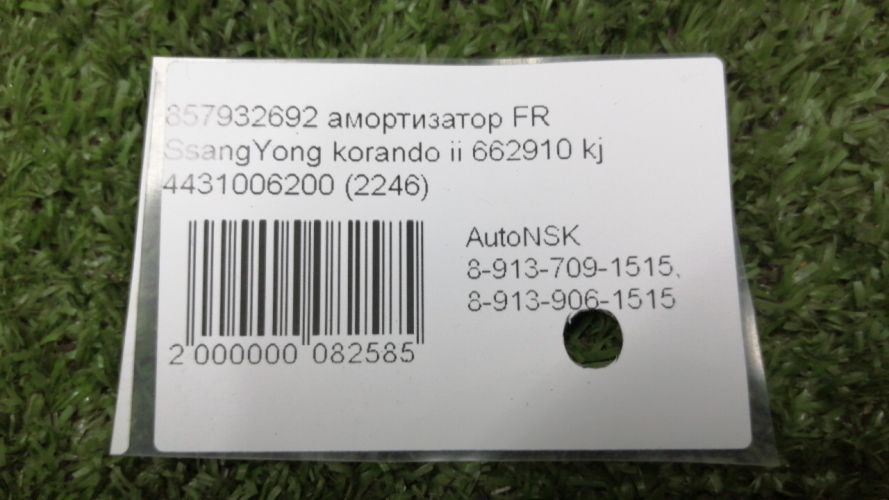 857932692 амортизатор FR
SsangYong korando ii 662910 kj
4431006200 (2246)
AutoNSK
8-913-709-1515,
8-913-906-1515
2 000000 082585